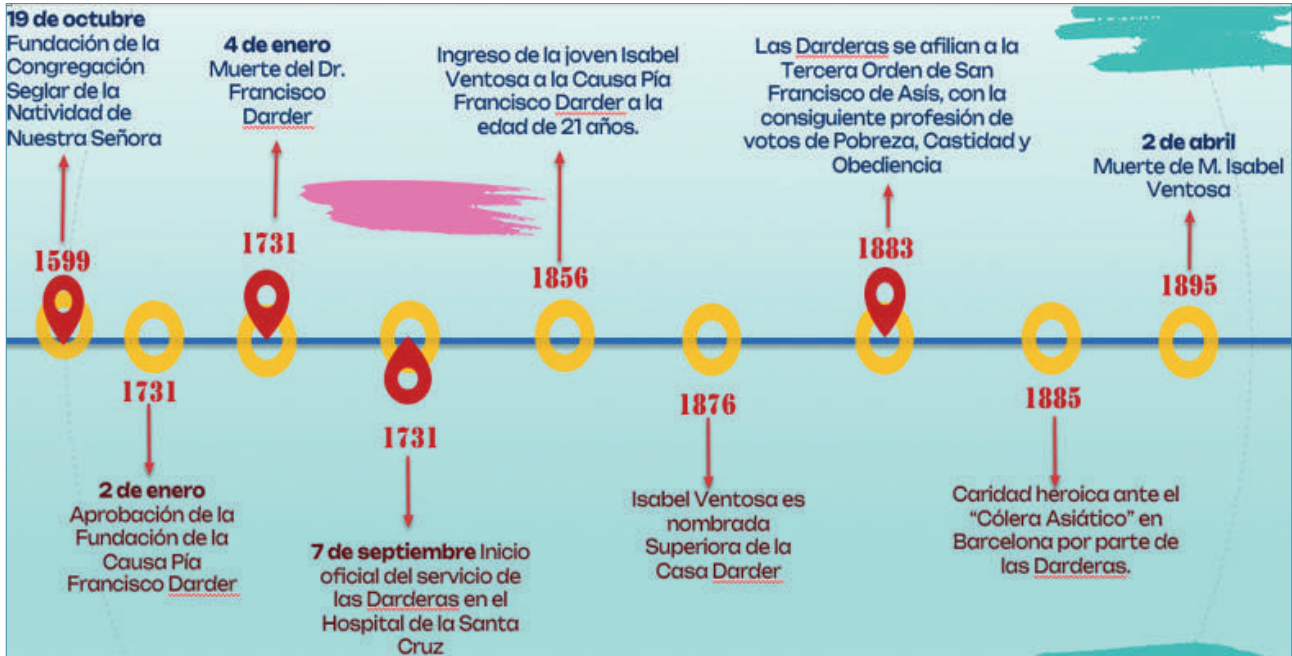 19 de octubre
Fundación de la
Congregación
Seglar de la
Natividad de
Nuestra Señora
1599
1731
2 de enero
Aprobación de la
Fundación de la
Causa Pía
Francisco Darder
4 de enero
Muerte del Dr.
Francisco
Darder
1731
1731
7 de septiembre Inicio
oficial del servicio de
las Darderas en el
Hospital de la Santa
Cruz
Ingreso de la joven Isabel
Ventosa a la Causa Pía
Francisco Darder a la
edad de 21 años.
1856
1876
Isabel Ventosa es
nombrada
Superiora de la
Casa Darder
Las Darderas se afilian a la
Tercera Orden de San
Francisco de Asís, con la
consiguiente profesión de
votos de Pobreza, Castidad y
Obediencia
1883
1885
Caridad heroica ante el
“Cólera Asiático” en
Barcelona por parte de
las Darderas.
2 de abril
Muerte de M. Isabel
Ventosa
1895